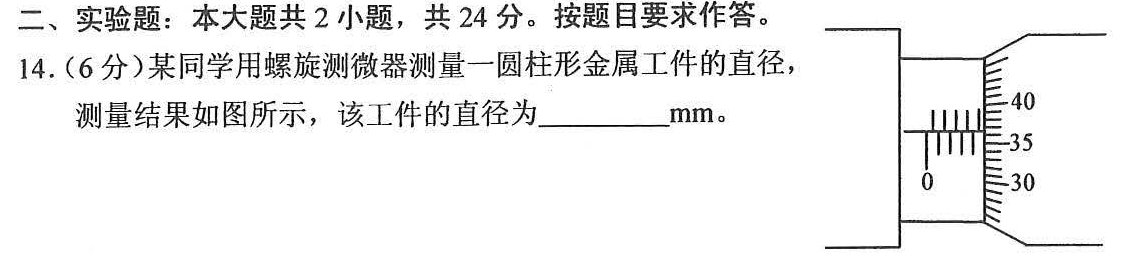 二、实验题：本大题共 2 小题，共 24 分。按题目要求作答。
14.（6 分）某同学用螺旋测微器测量一圆柱形金属工件的直径，
测量结果如图所示，该工件的直径为________mm。
40
35
0
30